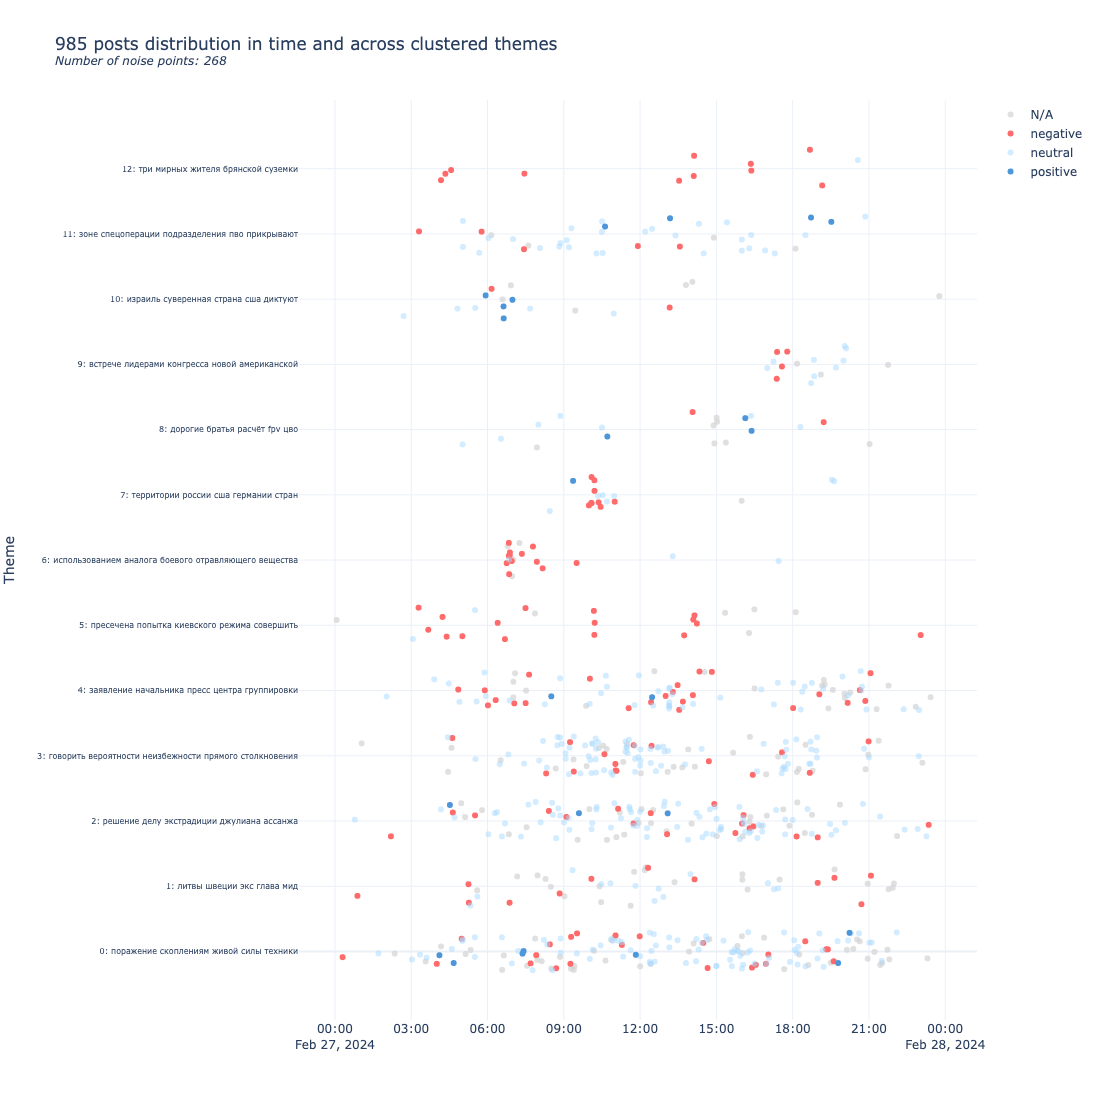 985 posts distribution in time and across clustered themes
Number of noise points: 268
N/A
negative
neutral
positive
12: три мирных жителя брянской суземки
11: зоне спецоперации подразделения пво прикрывают
10: израиль суверенная страна сша диктуют
9: встрече лидерами конгресса новой американской
8: дорогие братья расчёт fpv цво
7: территории россии сша германии стран
6: использованием аналога боевого отравляющего вещества
5: пресечена попытка киевского режима совершить
4: заявление начальника пресс центра группировки
3: говорить вероятности неизбежности прямого столкновения
2: решение делу экстрадиции джулиана ассанжа
1: литвы швеции экс глава мид
0: поражение скоплениям живой силы техники
Theme
00:00 03:00 06:00 09:00 12:00 15:00 18:00 21:00 00:00
Feb 27, 2024 Feb 28, 2024